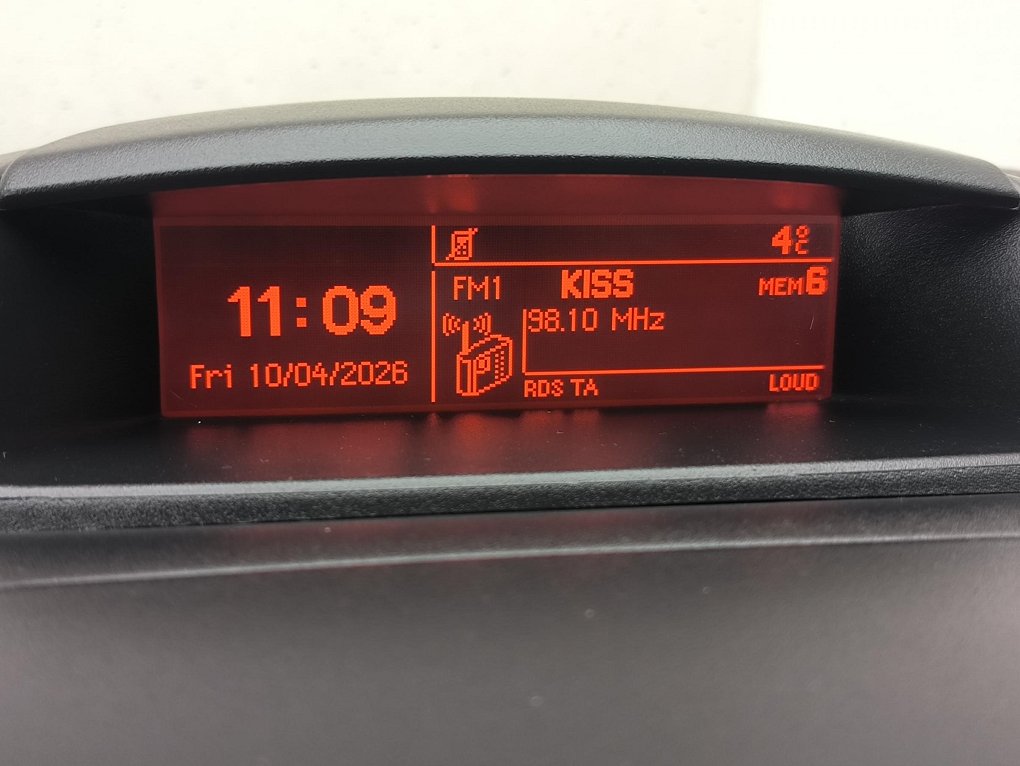 4°C
FM1 KISS MEM6
11:09
98.10 MHz
Fri 10/04/2026
RDS TA LOUD